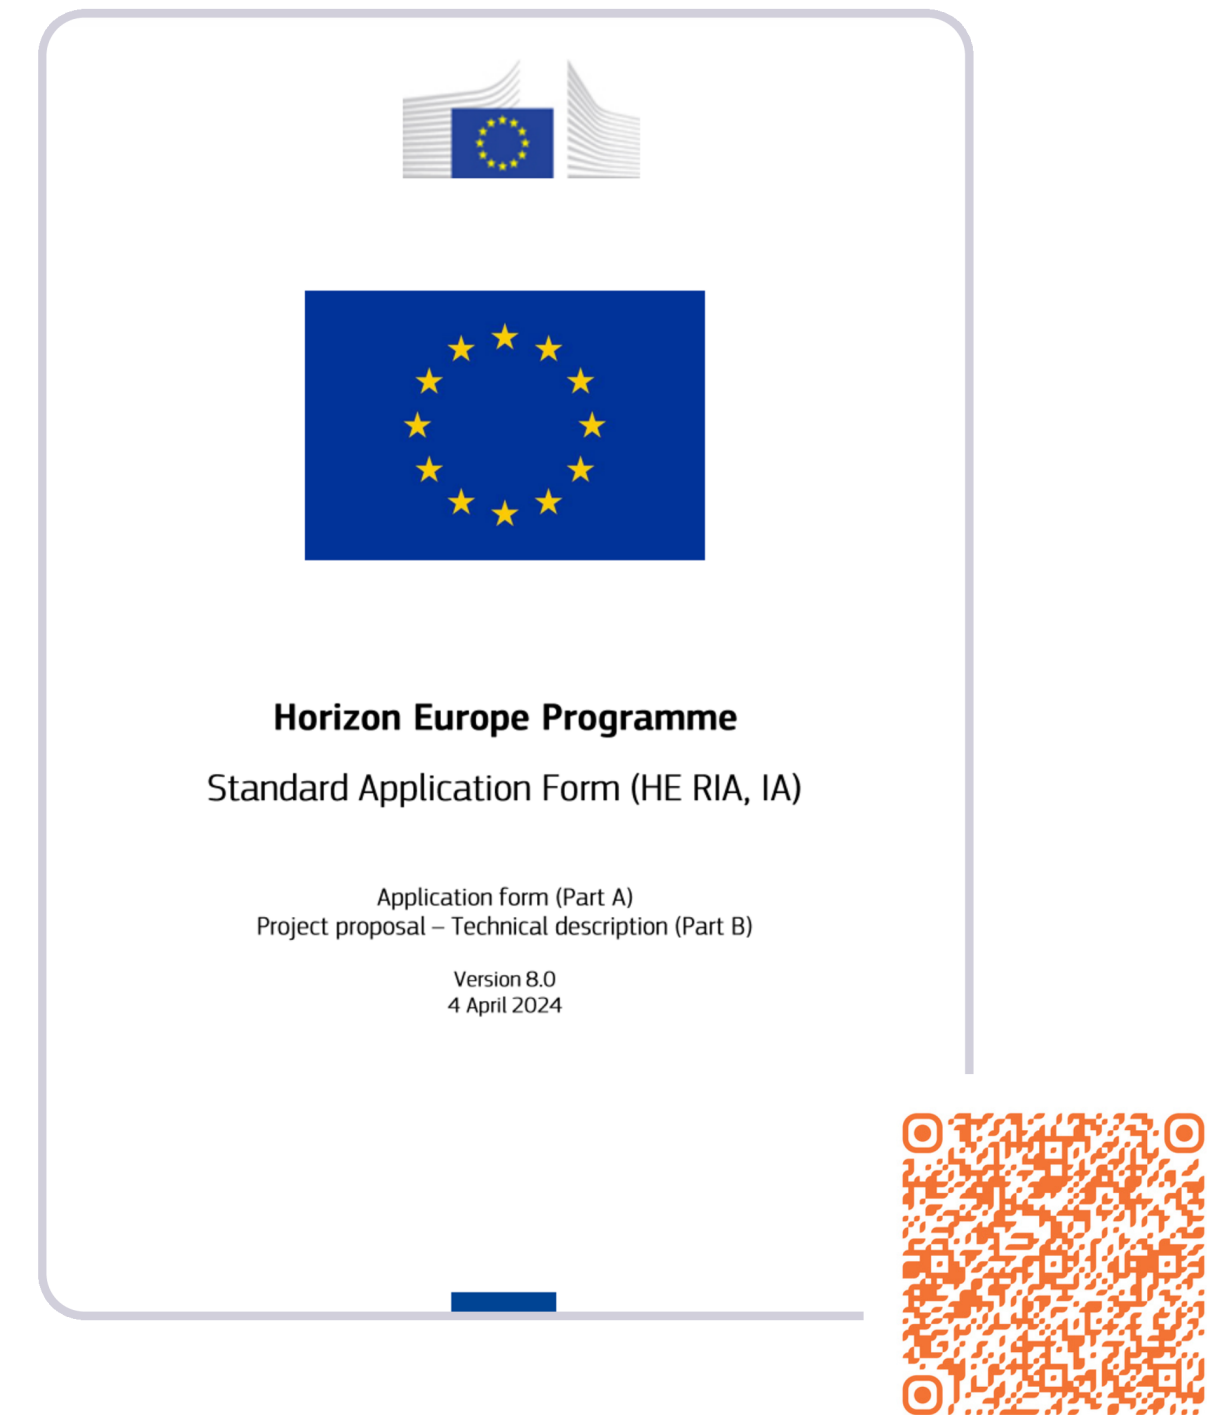 Horizon Europe Programme
Standard Application Form (HE RIA, IA)
Application form (Part A)
Project proposal – Technical description (Part B)
Version 8.0
4 April 2024